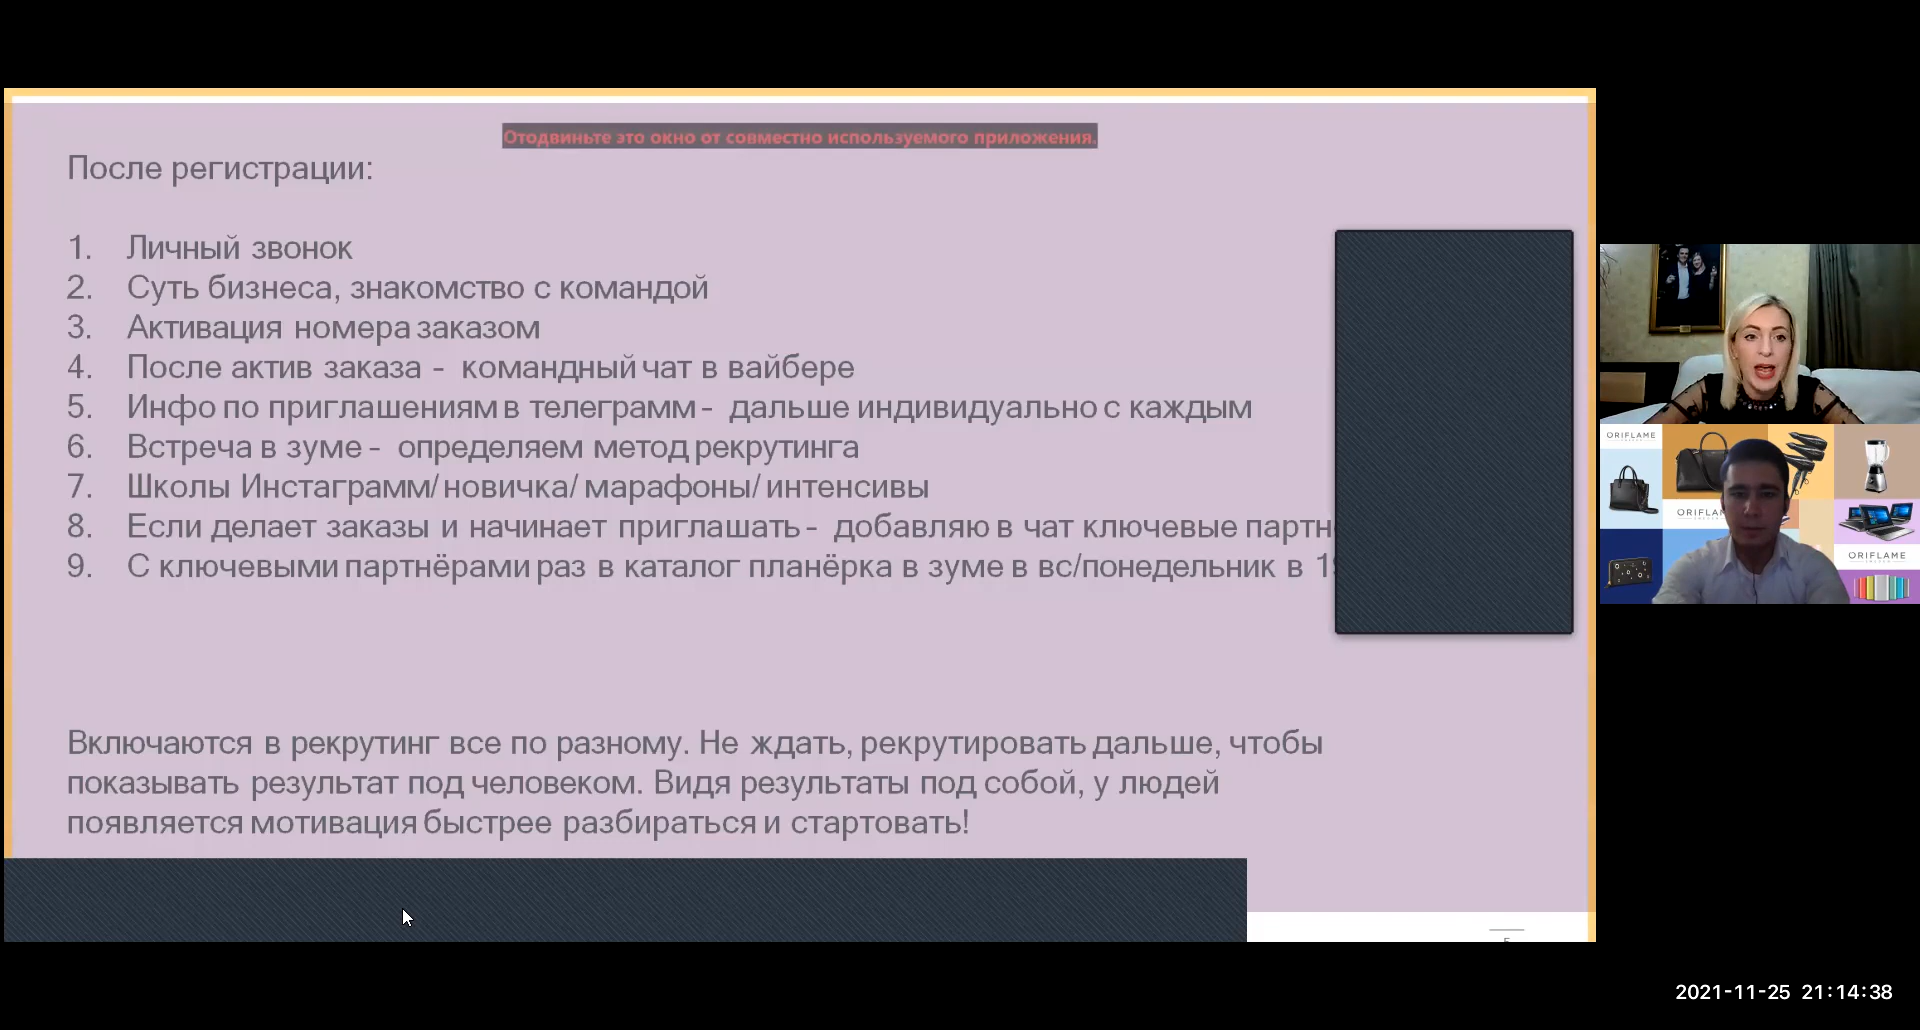 Отодвиньте это окно от совместно используемого приложения.
После регистрации:
1. Личный звонок
2. Суть бизнеса, знакомство с командой
3. Активация номера заказом
4. После актив заказа - командный чат в вайбере
5. Инфо по приглашениям в телеграмм - дальше индивидуально с каждым
6. Встреча в зуме - определяем метод рекрутинга
7. Школы Инстаграмм/ новичка/ марафоны/ интенсивы
8. Если делает заказы и начинает приглашать - добавляю в чат ключевые
9. С ключевыми партнёрами раз в каталог планёрка в зуме в вс/понедельник в
Включаются в рекрутинг все по разному. Не ждать, рекрутировать дальше, чтобы
показывать результат под человеком. Видя результаты под собой, у людей
появляется мотивация быстрее разбираться и стартовать!
ORIFLAME
ORIFLAME
2021-11-25 21:14:38